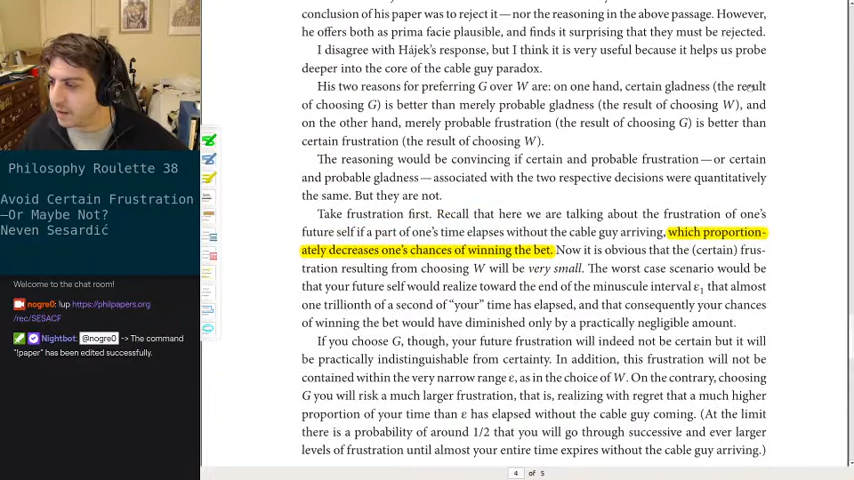 conclusion of his paper was to reject it—nor the reasoning in the above passage. However,
he offers both as prima facie plausible, and finds it surprising that they must be rejected.
I disagree with Hájek's response, but I think it is very useful because it helps us probe
deeper into the core of the cable guy paradox.
His two reasons for preferring G over W are: on one hand, certain gladness (the result
of choosing G) is better than merely probable gladness (the result of choosing W), and
on the other hand, merely probable frustration (the result of choosing G) is better than
certain frustration (the result of choosing W).
The reasoning would be convincing if certain and probable frustration—or certain
and probable gladness—associated with the two respective decisions were quantitatively
the same. But they are not.
Take frustration first. Recall that here we are talking about the frustration of one's
future self if a part of one's time elapses without the cable guy arriving, which proportion-
ately decreases one's chances of winning the bet. Now it is obvious that the (certain) frus-
tration resulting from choosing W will be very small. The worst case scenario would be
that your future self would realize toward the end of the minuscule interval ε₁ that almost
one trillionth of a second of “your” time has elapsed, and that consequently your chances
of winning the bet would have diminished only by a practically negligible amount.
If you choose G, though, your future frustration will indeed not be certain but it will
be practically indistinguishable from certainty. In addition, this frustration will not be
contained within the very narrow range ε, as in the choice of W. On the contrary, choosing
G you will risk a much larger frustration, that is, realizing with regret that a much higher
proportion of your time than ε has elapsed without the cable guy coming. (At the limit
there is a probability of around 1/2 that you will go through successive and ever larger
levels of frustration until almost your entire time expires without the cable guy arriving.)
4 of 5
Philosophy Roulette 38
Avoid Certain Frustration
—Or Maybe Not?
Neven Sesardić
Welcome to the chat room!
nogre0: !up https://philpapers.org
/rec/SESACF
Nightbot: @nogre0 -> The command
"!paper" has been edited successfully.